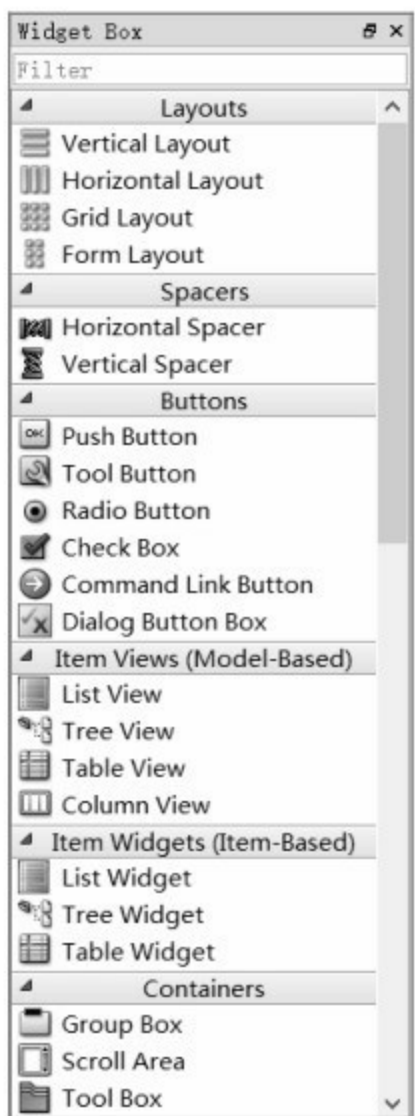 Widget Box
Filter
Layouts
Vertical Layout
Horizontal Layout
Grid Layout
Form Layout
Spacers
Horizontal Spacer
Vertical Spacer
Buttons
OK
Push Button
Tool Button
Radio Button
Check Box
Command Link Button
Dialog Button Box
Item Views (Model-Based)
List View
Tree View
Table View
Column View
Item Widgets (Item-Based)
List Widget
Tree Widget
Table Widget
Containers
Group Box
Scroll Area
Tool Box